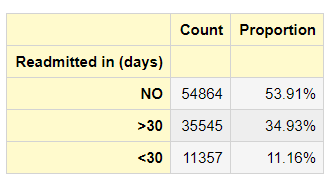 Count Proportion
Readmitted in (days)
NO 54864 53.91%
>30 35545 34.93%
<30 11357 11.16%